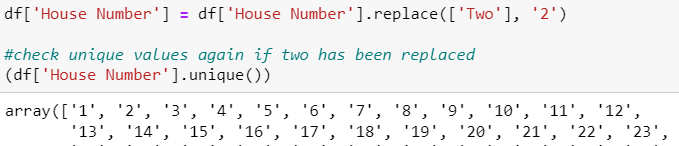 df['House Number'] = df['House Number'].replace(['Two'], '2')
#check unique values again if two has been replaced
(df['House Number'].unique())
array(['1', '2', '3', '4', '5', '6', '7', '8', '9', '10', '11', '12',
'13', '14', '15', '16', '17', '18', '19', '20', '21', '22', '23',